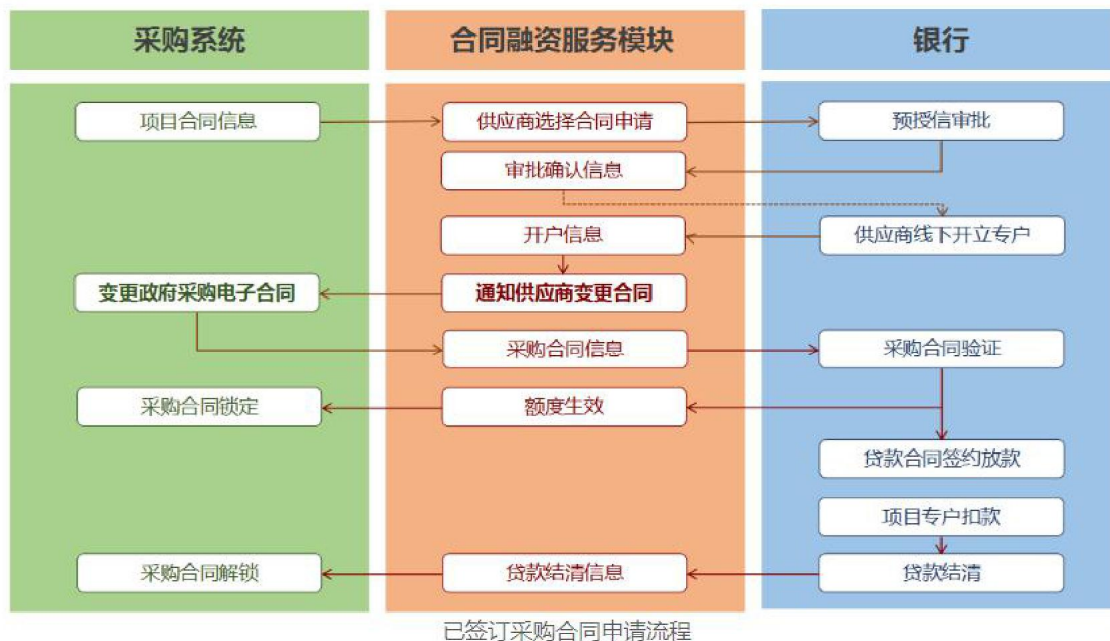 采购系统
合同融资服务模块
银行
项目合同信息
供应商选择合同申请
预授信审批
审批确认信息
开户信息
供应商线下开立专户
变更政府采购电子合同
通知供应商变更合同
采购合同信息
采购合同验证
采购合同锁定
额度生效
贷款合同签约放款
项目专户扣款
采购合同解锁
贷款结清信息
贷款结清
已签订采购合同申请流程